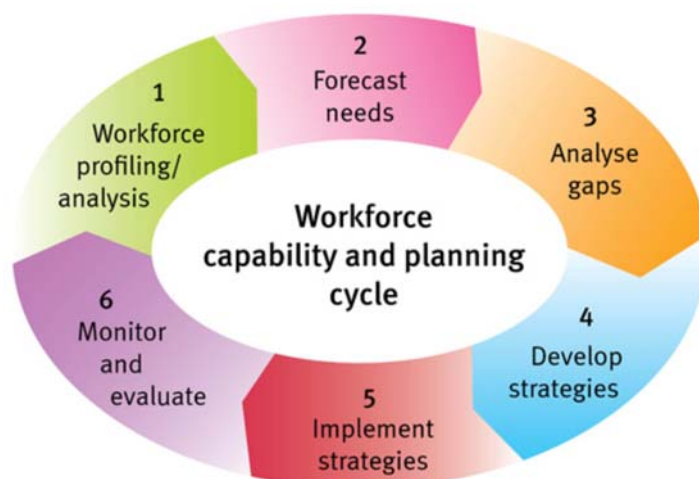 1
Workforce
profiling/
analysis
2
Forecast
needs
3
Analyse
gaps
4
Develop
strategies
5
Implement
strategies
6
Monitor
and
evaluate
Workforce
capability and planning
cycle